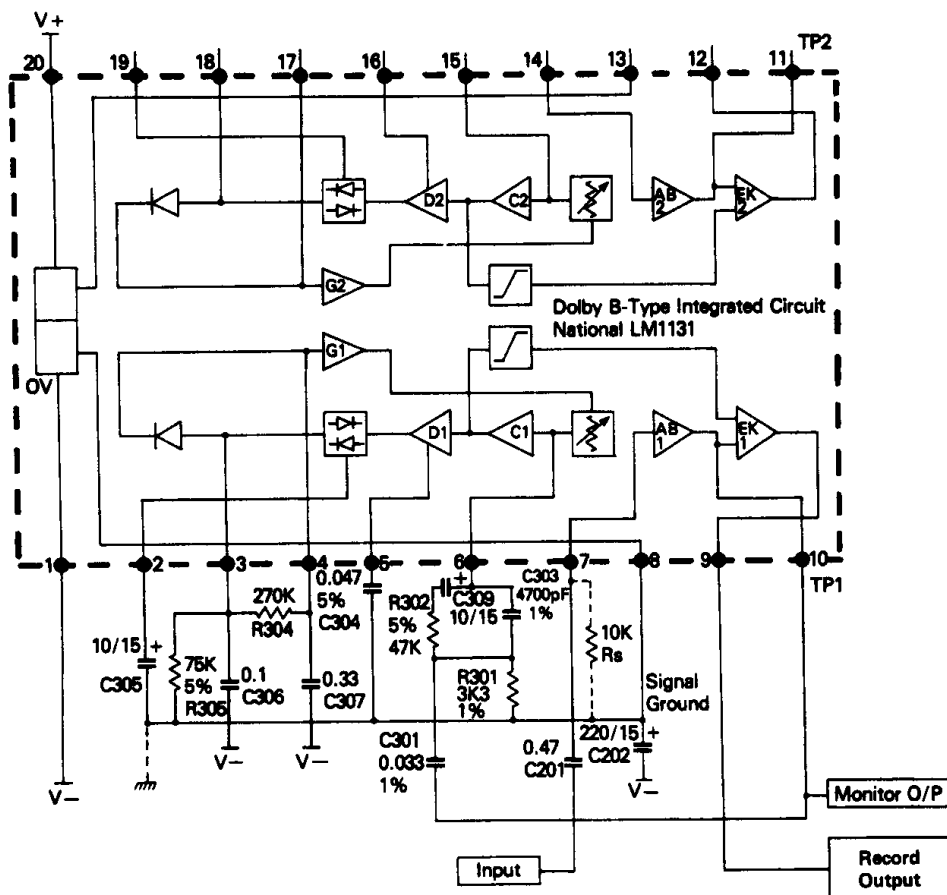 V+
20
19
18
17
16
15
14
13
12
11
TP2
D2
C2
AB
2
EK
2
G2
Dolby B-Type Integrated Circuit
National LM1131
G1
0V
D1
C1
AB
1
EK
1
1
2
3
4
5
6
7
8
9
10
TP1
270K
R304
0.047
5%
C304
R302
5%
47K
+
C309
10/15
C303
4700pF
1%
10K
Rs
10/15
+
C305
75K
5%
R305
0.1
C306
0.33
C307
R301
3K3
1%
Signal
Ground
C301
0.033
1%
0.47
C201
220/15
+
C202
V-
V-
V-
V-
Monitor O/P
Input
Record
Output